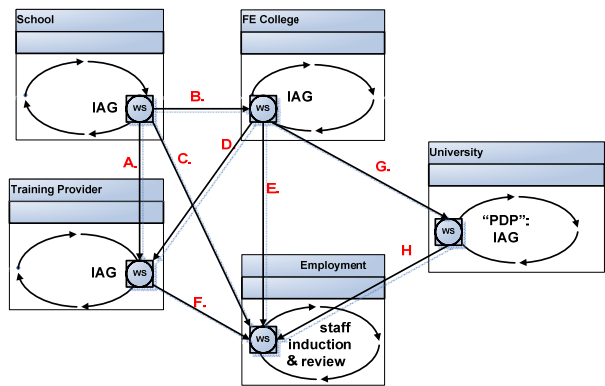 School
FE College
IAG
WS
B.
WS
IAG
A.
C.
D
E.
G.
University
Training Provider
WS
"PDP":
IAG
IAG
WS
H
Employment
F.
WS
staff
induction
& review